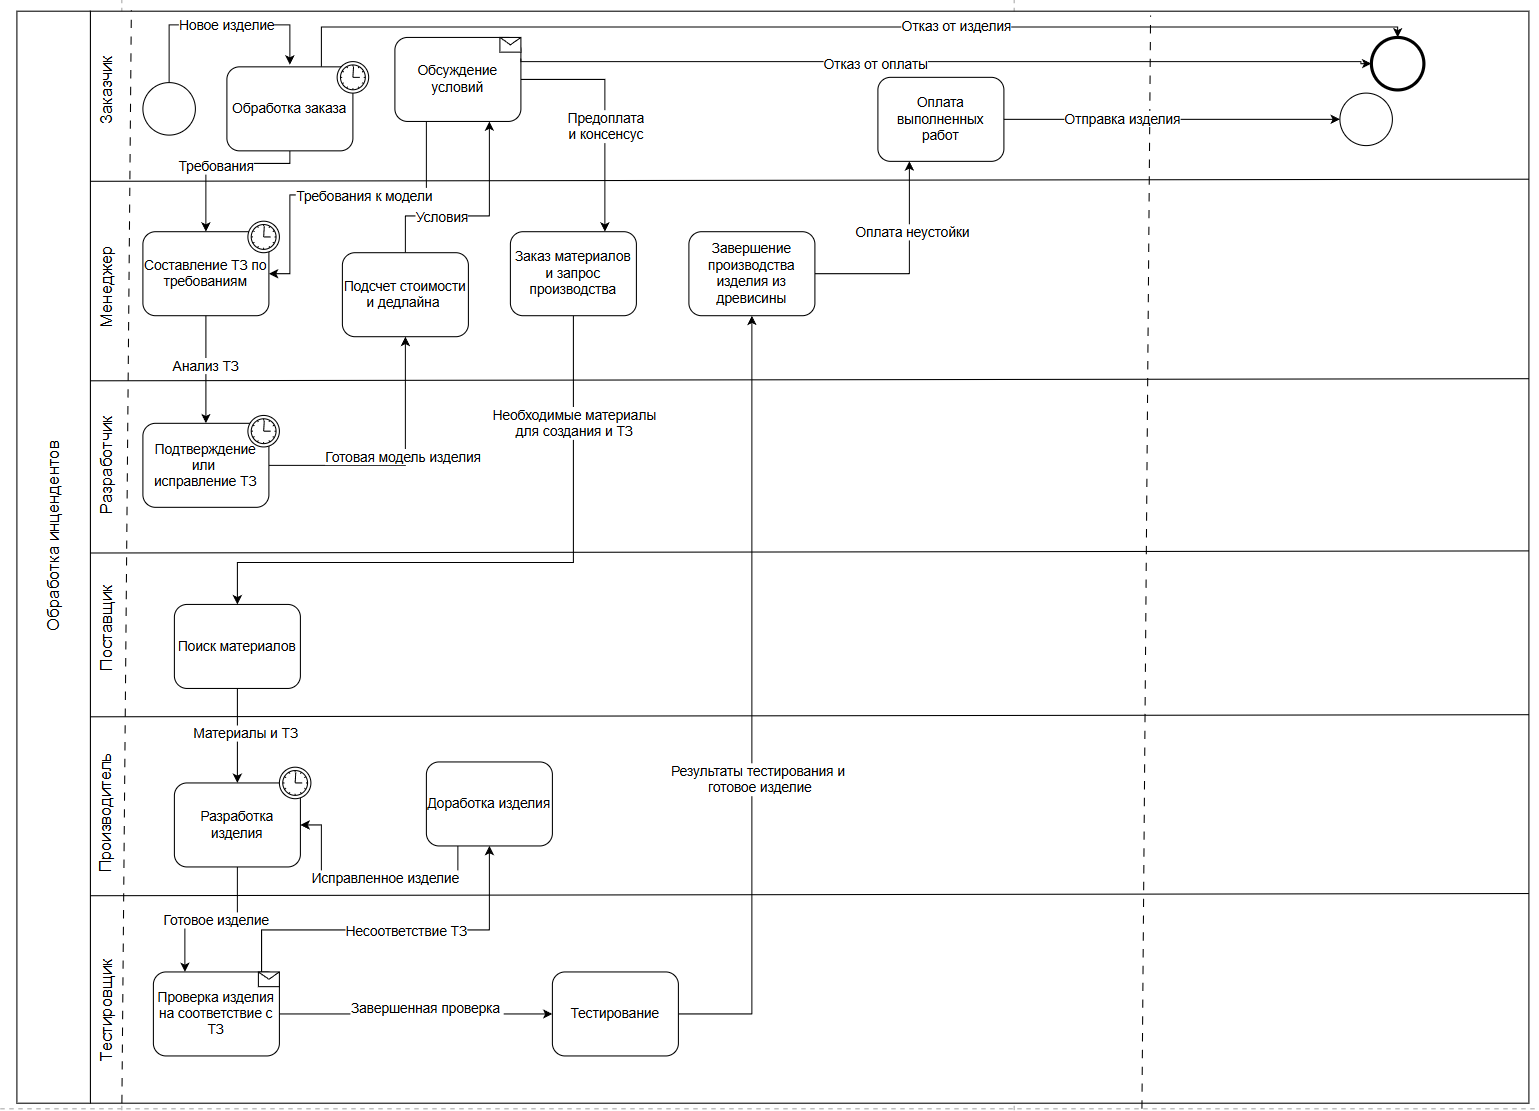 Обработка инцендентов
Заказчик
Новое изделие
Обработка заказа
Требования
Обсуждение
условий
Отказ от изделия
Отказ от оплаты
Предоплата
и консенсус
Оплата
выполненных
работ
Отправка изделия
Менеджер
Составление ТЗ по
требованиям
Требования к модели
Условия
Подсчет стоимости
и дедлайна
Заказ материалов
и запрос
производства
Завершение
производства
изделия из
древисины
Оплата неустойки
Анализ ТЗ
Разработчик
Подтверждение
или
исправление ТЗ
Готовая модель изделия
Необходимые материалы
для создания и ТЗ
Поставщик
Поиск материалов
Материалы и ТЗ
Производитель
Разработка
изделия
Доработка изделия
Исправленное изделие
Результаты тестирования и
готовое изделие
Тестировщик
Готовое изделие
Несоответствие ТЗ
Проверка изделия
на соответствие с
ТЗ
Завершенная проверка
Тестирование